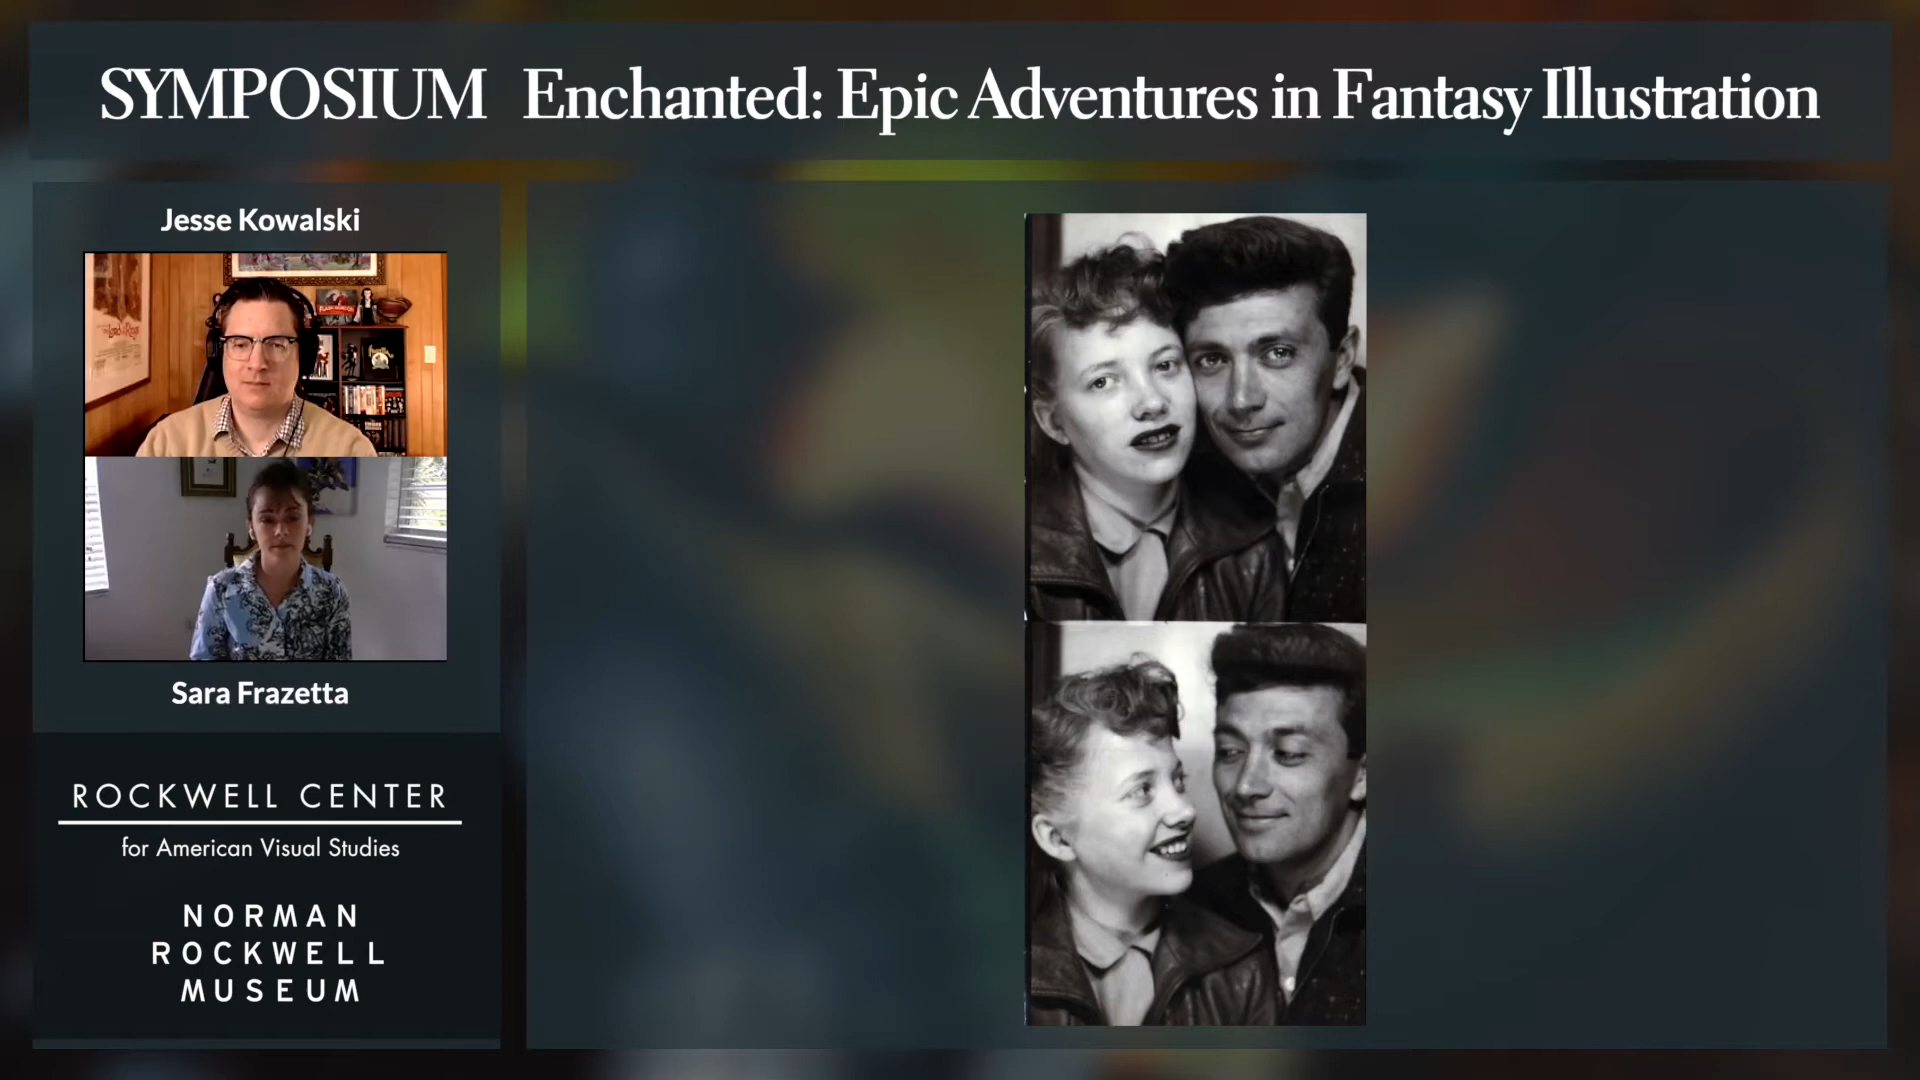 SYMPOSIUM Enchanted: Epic Adventures in Fantasy Illustration
Jesse Kowalski
Sara Frazetta
ROCKWELL CENTER
for American Visual Studies
NORMAN
ROCKWELL
MUSEUM